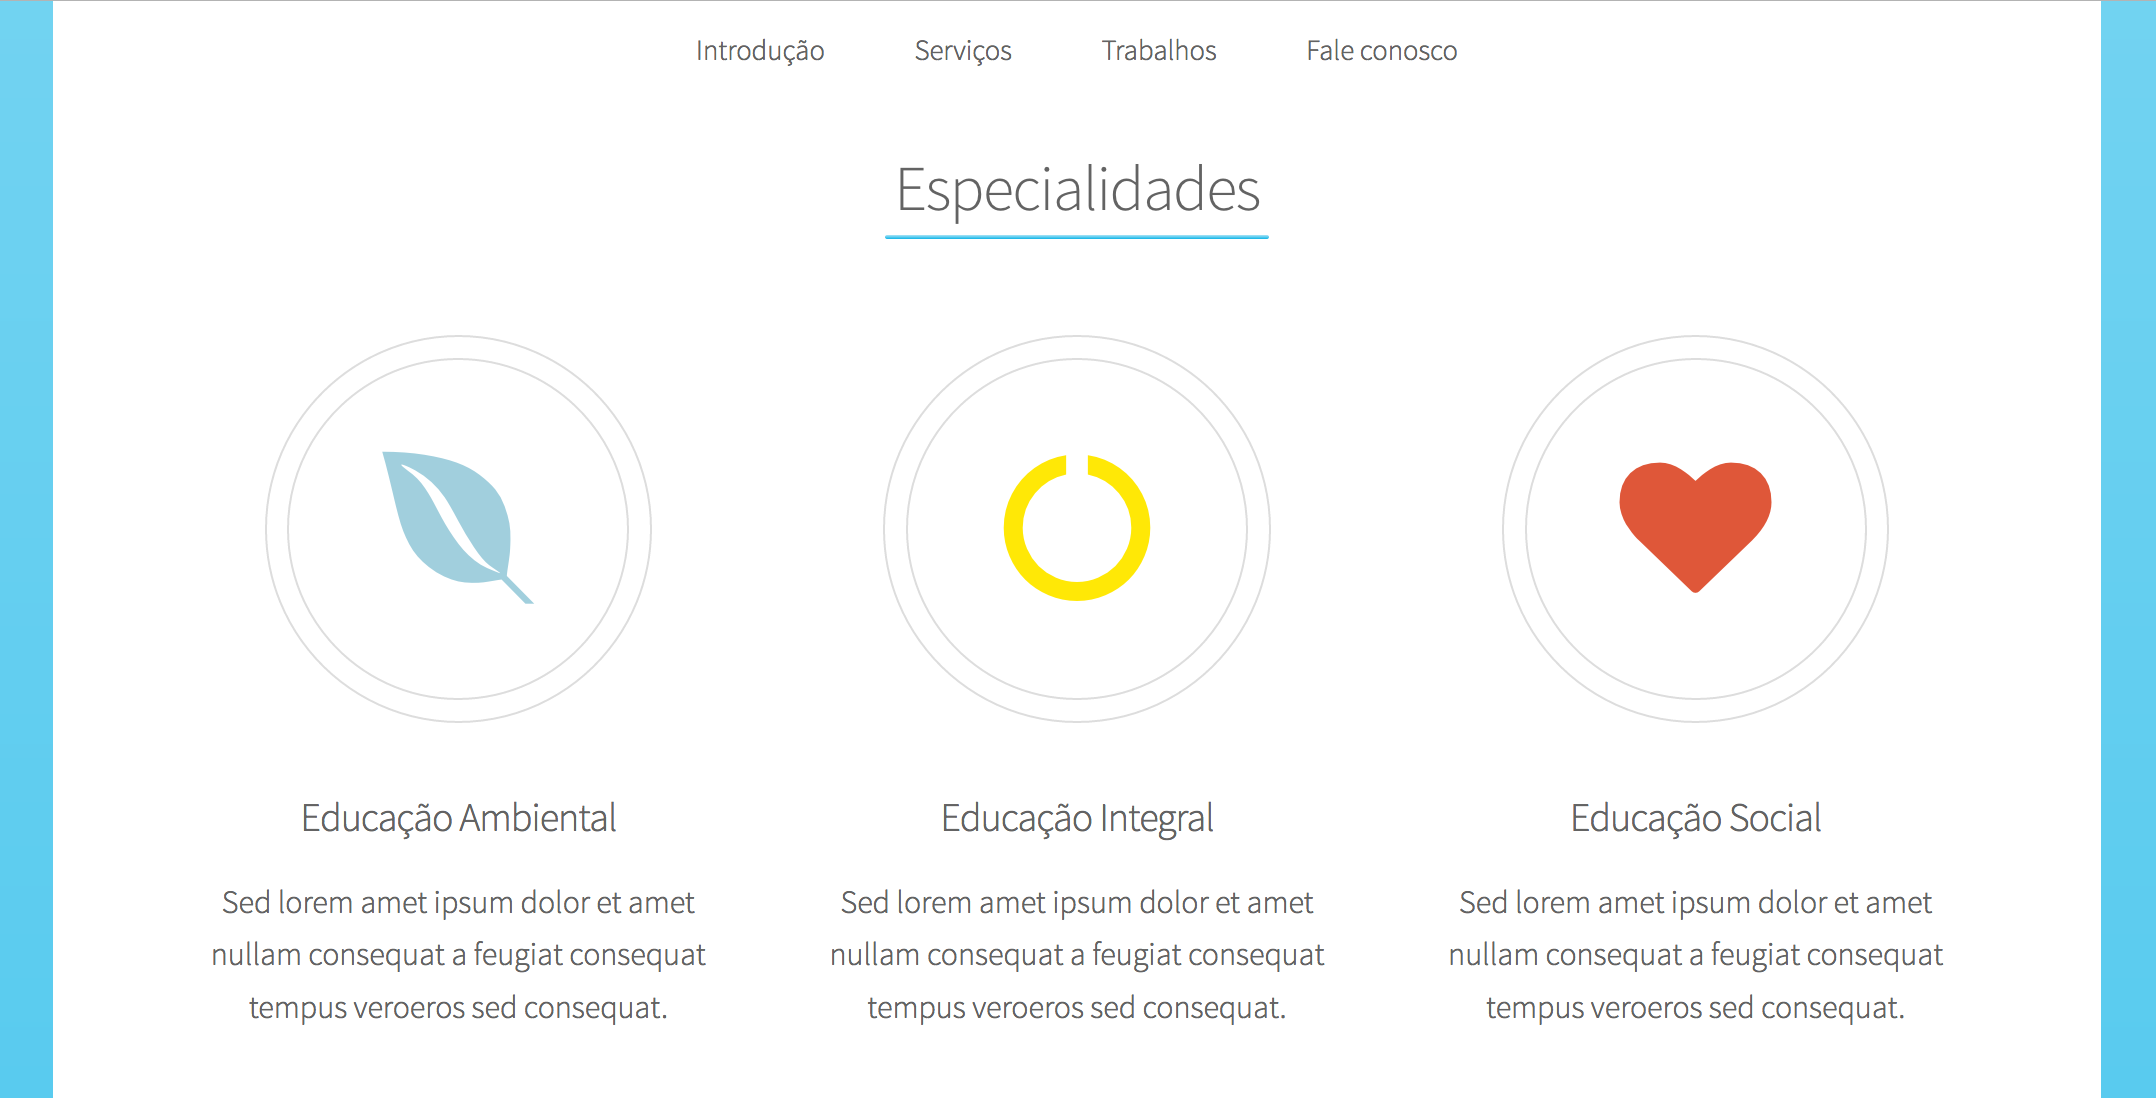 Introdução Serviços Trabalhos Fale conosco
Especialidades
Educação Ambiental
Sed lorem amet ipsum dolor et amet
nullam consequat a feugiat consequat
tempus veroeros sed consequat.
Educação Integral
Sed lorem amet ipsum dolor et amet
nullam consequat a feugiat consequat
tempus veroeros sed consequat.
Educação Social
Sed lorem amet ipsum dolor et amet
nullam consequat a feugiat consequat
tempus veroeros sed consequat.